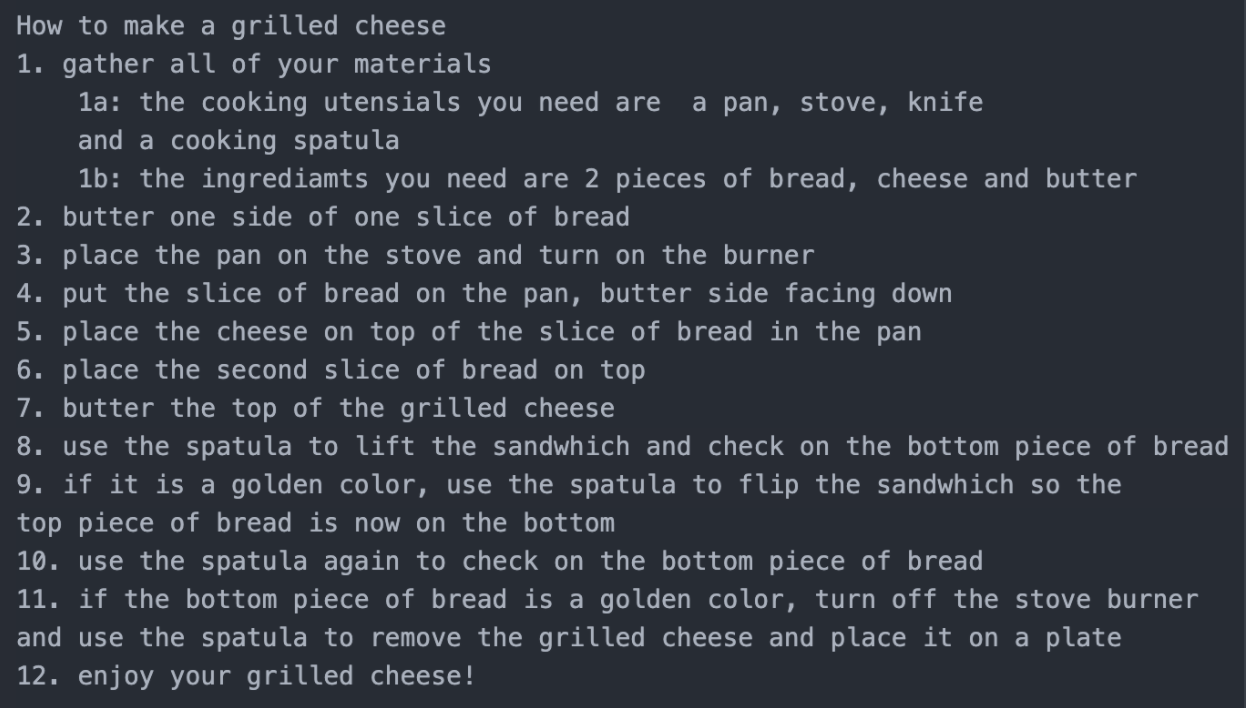 How to make a grilled cheese
1. gather all of your materials
1a: the cooking utensials you need are  a pan, stove, knife
and a cooking spatula
1b: the ingrediamts you need are 2 pieces of bread, cheese and butter
2. butter one side of one slice of bread
3. place the pan on the stove and turn on the burner
4. put the slice of bread on the pan, butter side facing down
5. place the cheese on top of the slice of bread in the pan
6. place the second slice of bread on top
7. butter the top of the grilled cheese
8. use the spatula to lift the sandwhich and check on the bottom piece of bread
9. if it is a golden color, use the spatula to flip the sandwhich so the
top piece of bread is now on the bottom
10. use the spatula again to check on the bottom piece of bread
11. if the bottom piece of bread is a golden color, turn off the stove burner
and use the spatula to remove the grilled cheese and place it on a plate
12. enjoy your grilled cheese!